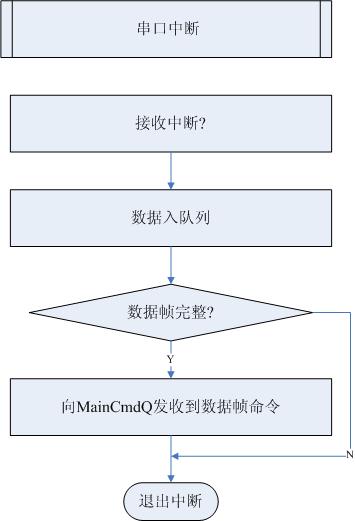 串口中断
接收中断?
数据入队列
数据帧完整?
Y
向MainCmdQ发收到数据帧命令
N
退出中断